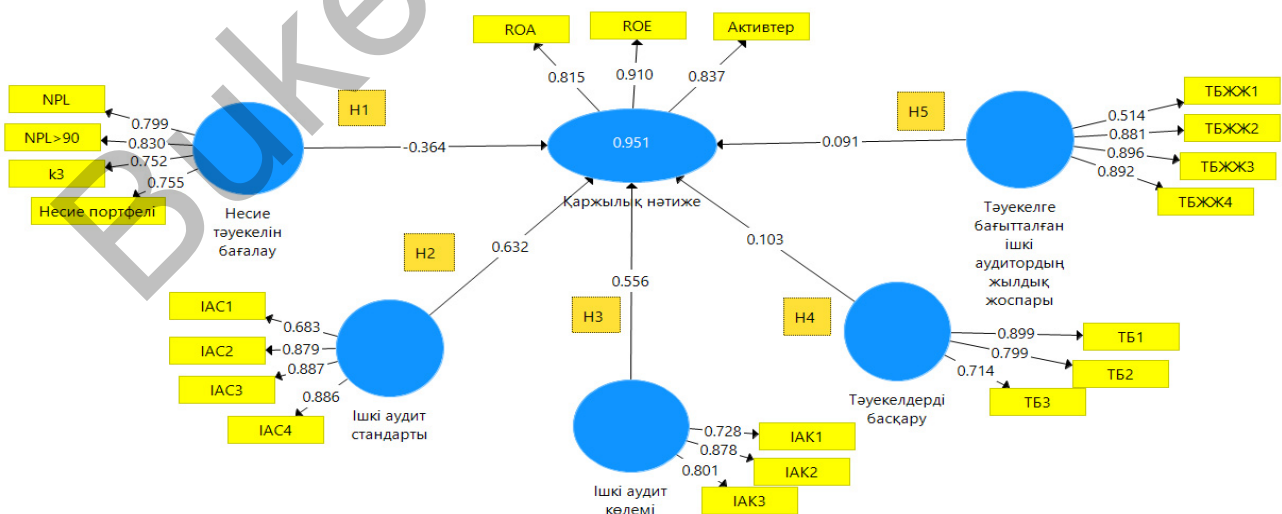 ROA
ROE
Активтер
0.815
0.910
0.837
NPL
NPL>90
k3
Несие портфелі
0.799
0.830
0.752
0.755
H1
-0.364
0.951
Қаржылық нәтиже
0.091
H5
0.514
0.881
0.896
0.892
ТБЖЖ1
ТБЖЖ2
ТБЖЖ3
ТБЖЖ4
Несие
тәуекелін
бағалау
Тәуекелге
бағытталған
ішкі
аудитордың
жылдық
жоспары
H2
0.632
H3
0.556
H4
0.103
IAC1
IAC2
IAC3
IAC4
0.683
0.879
0.887
0.886
Ішкі аудит
стандарты
0.728
0.878
0.801
IAK1
IAK2
IAK3
Ішкі аудит
көлемі
0.899
0.799
0.714
ТБ1
ТБ2
ТБ3
Тәуекелдерді
басқару
Buke